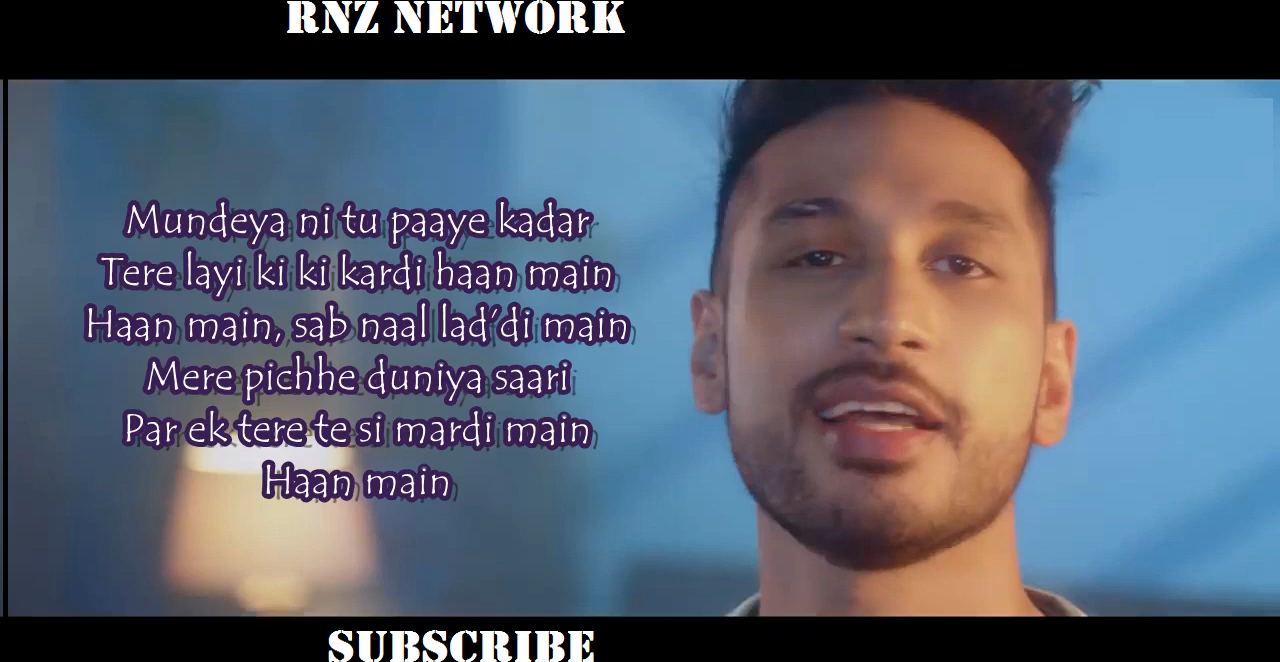 RNZ NETWORK
Mundeya ni tu paaye kadar
Tere layi ki ki kardi haan main
Haan main, sab naal lad’di main
Mere pichhe duniya saari
Par ek tere te si mardi main
Haan main
SUBSCRIBE